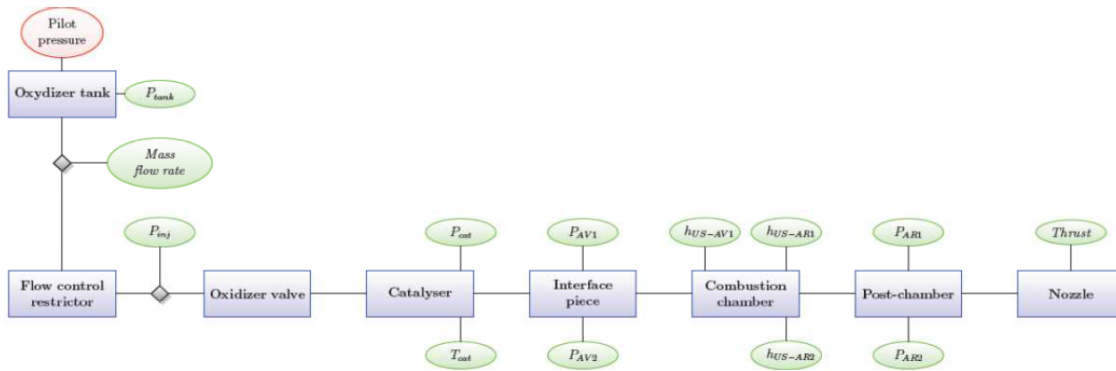 Pilot
pressure
Oxydizer tank
P_tank
Mass
flow rate
P_inj
P_cat
P_AV1
h_US-AV1
h_US-AR1
P_AR1
Thrust
Flow control
restrictor
Oxidizer valve
Catalyser
Interface
piece
Combustion
chamber
Post-chamber
Nozzle
T_cat
P_AV2
h_US-AR2
P_AR2